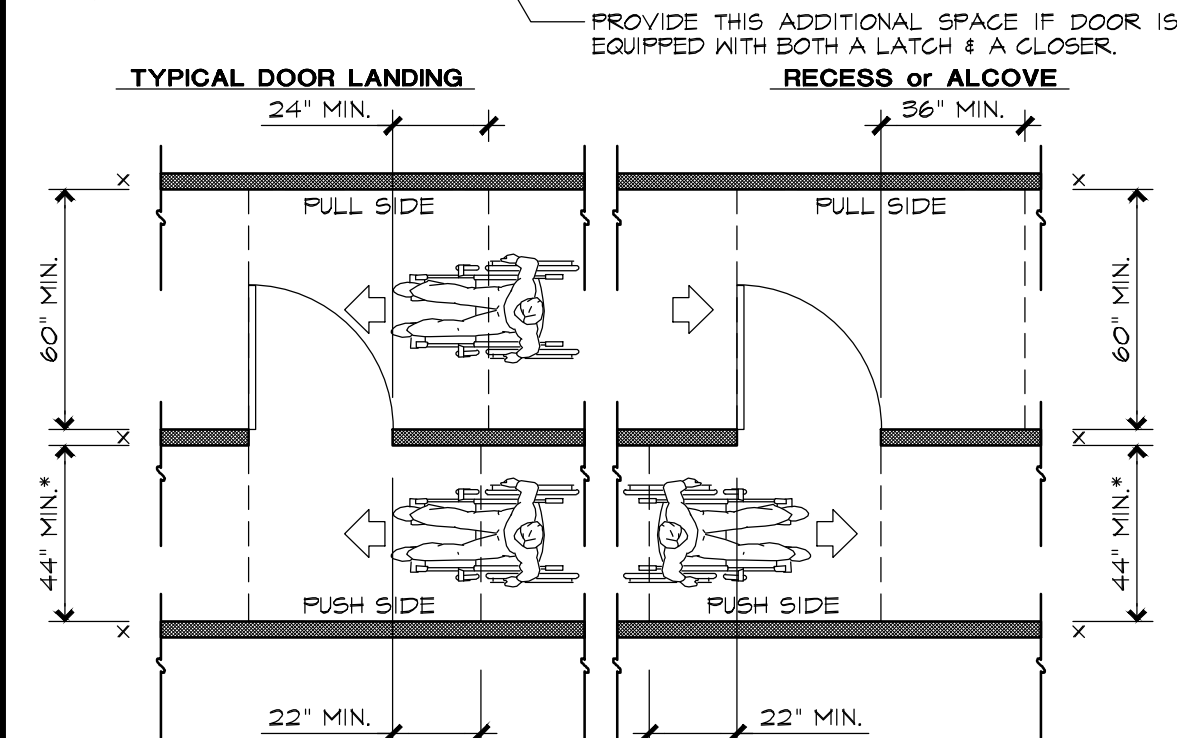 PROVIDE THIS ADDITIONAL SPACE IF DOOR IS
EQUIPPED WITH BOTH A LATCH & A CLOSER.
TYPICAL DOOR LANDING
RECESS or ALCOVE
24" MIN.
36" MIN.
X
X
PULL SIDE
PULL SIDE
60" MIN.
60" MIN.
X
X
44" MIN.*
44" MIN.*
PUSH SIDE
PUSH SIDE
X
X
22" MIN.
22" MIN.